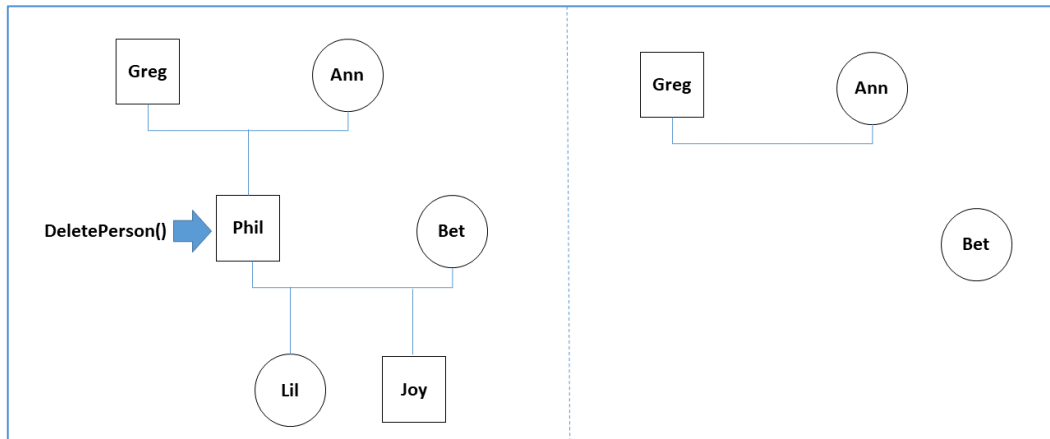 Greg
Ann
DeletePerson()
Phil
Bet
Lil
Joy
Greg
Ann
Bet